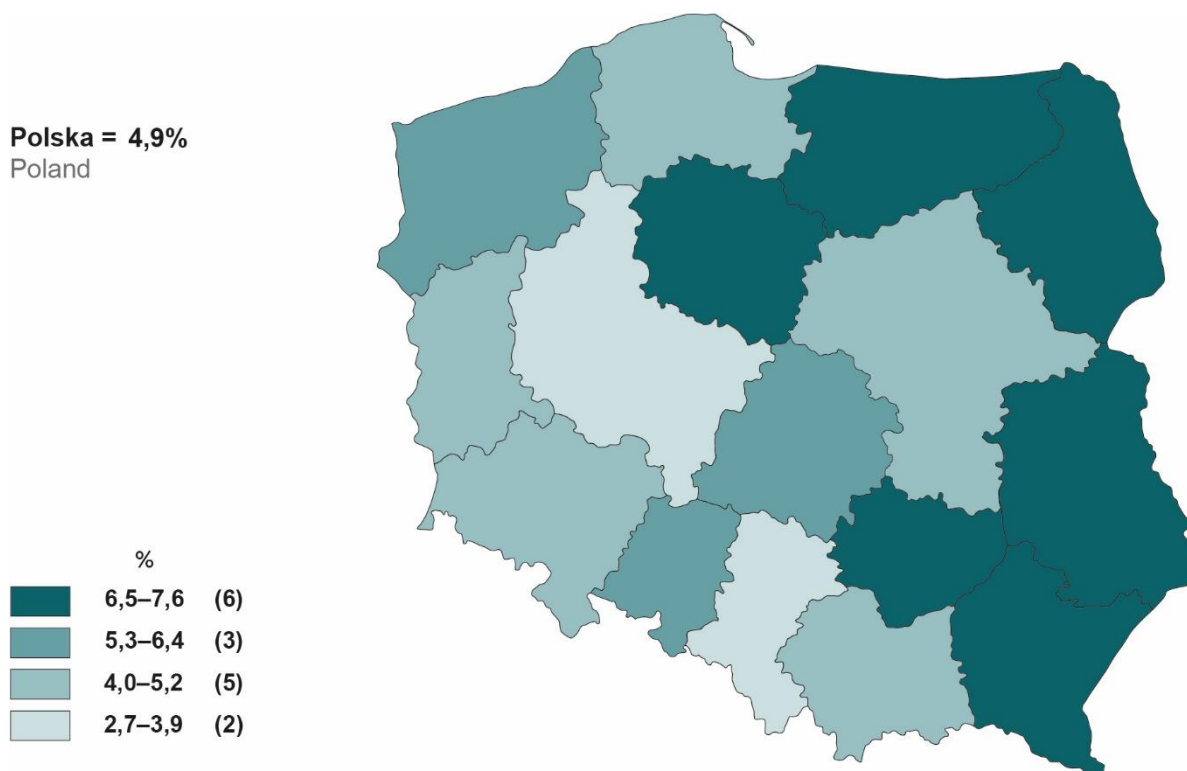 Polska = 4,9%
Poland
%
6,5–7,6 (6)
5,3–6,4 (3)
4,0–5,2 (5)
2,7–3,9 (2)